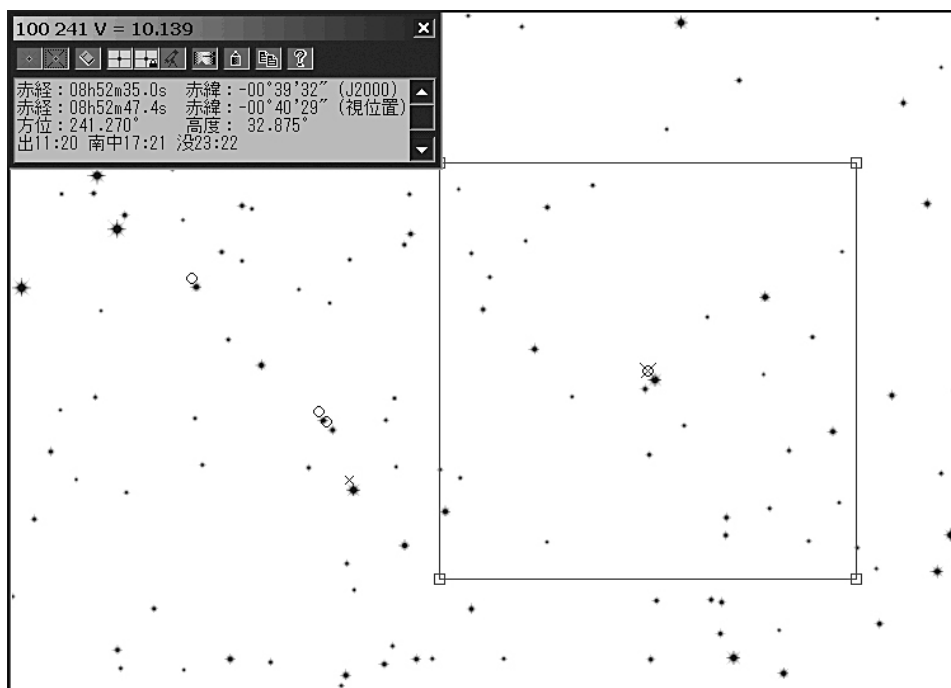 100 241 V = 10.139
赤経：08h52m35.0s 赤緯：-00°39'32" (J2000)
赤経：08h52m47.4s 赤緯：-00°40'29" (視位置)
方位：241.270° 高度： 32.875°
出11:20 南中17:21 没23:22